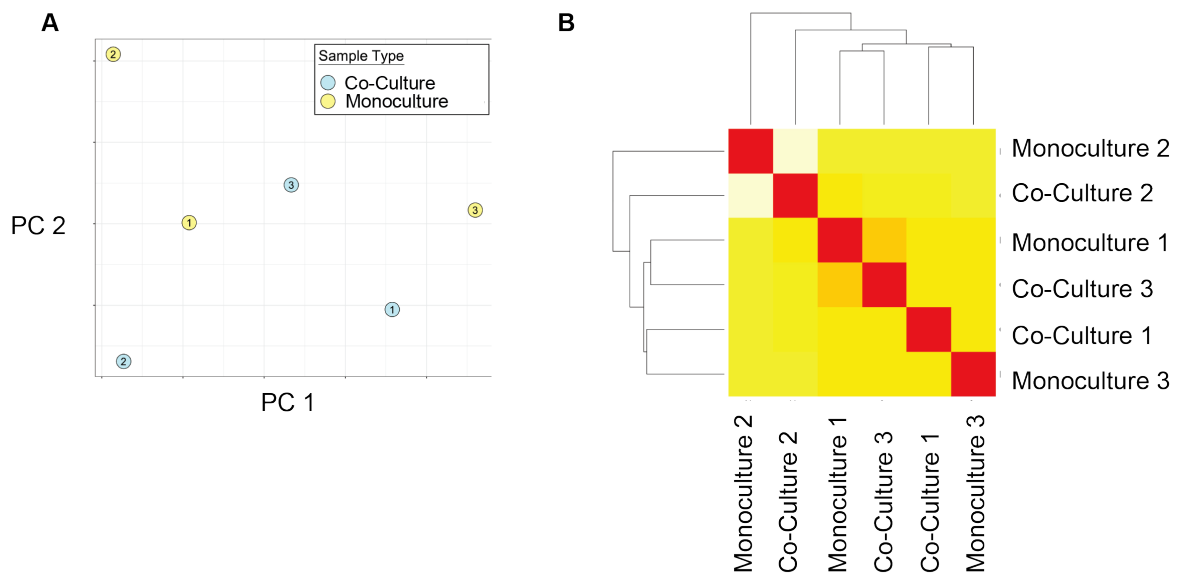 A
B
2
Sample Type
Co-Culture
Monoculture
3
3
1
PC 2
1
2
PC 1
Monoculture 2
Co-Culture 2
Monoculture 1
Co-Culture 3
Co-Culture 1
Monoculture 3
Monoculture 2
Co-Culture 2
Monoculture 1
Co-Culture 3
Co-Culture 1
Monoculture 3